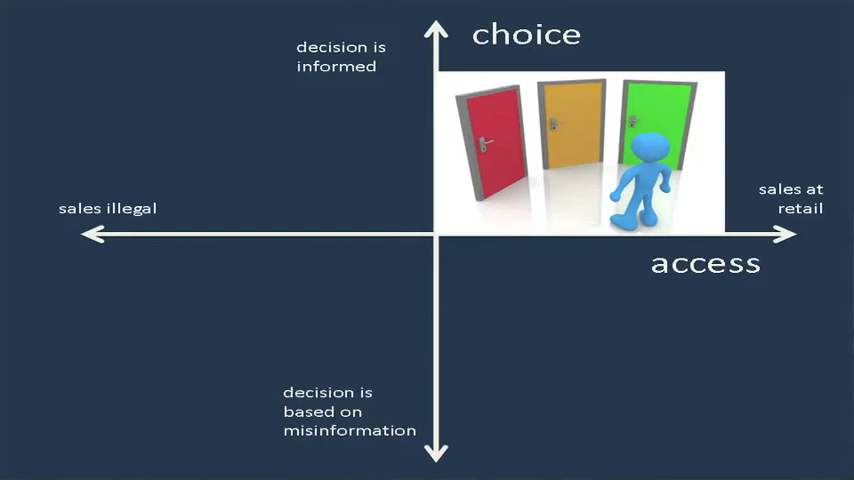 choice
decision is
informed
sales illegal
sales at
retail
access
decision is
based on
misinformation